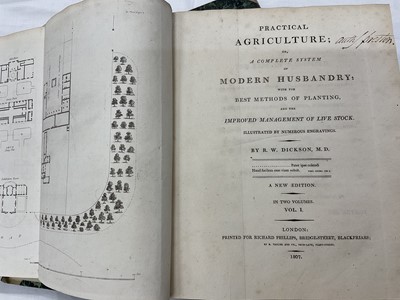 PRACTICAL
AGRICULTURE;
OR,
A COMPLETE SYSTEM
OF
MODERN HUSBANDRY:
WITH THE
BEST METHODS OF PLANTING,
AND THE
IMPROVED MANAGEMENT OF LIVE STOCK.
ILLUSTRATED BY NUMEROUS ENGRAVINGS.
BY R. W. DICKSON, M.D.
A NEW EDITION.
IN TWO VOLUMES.
VOL. I.
LONDON:
PRINTED FOR RICHARD PHILLIPS, BRIDGE-STREET, BLACKFRIARS;
1807.